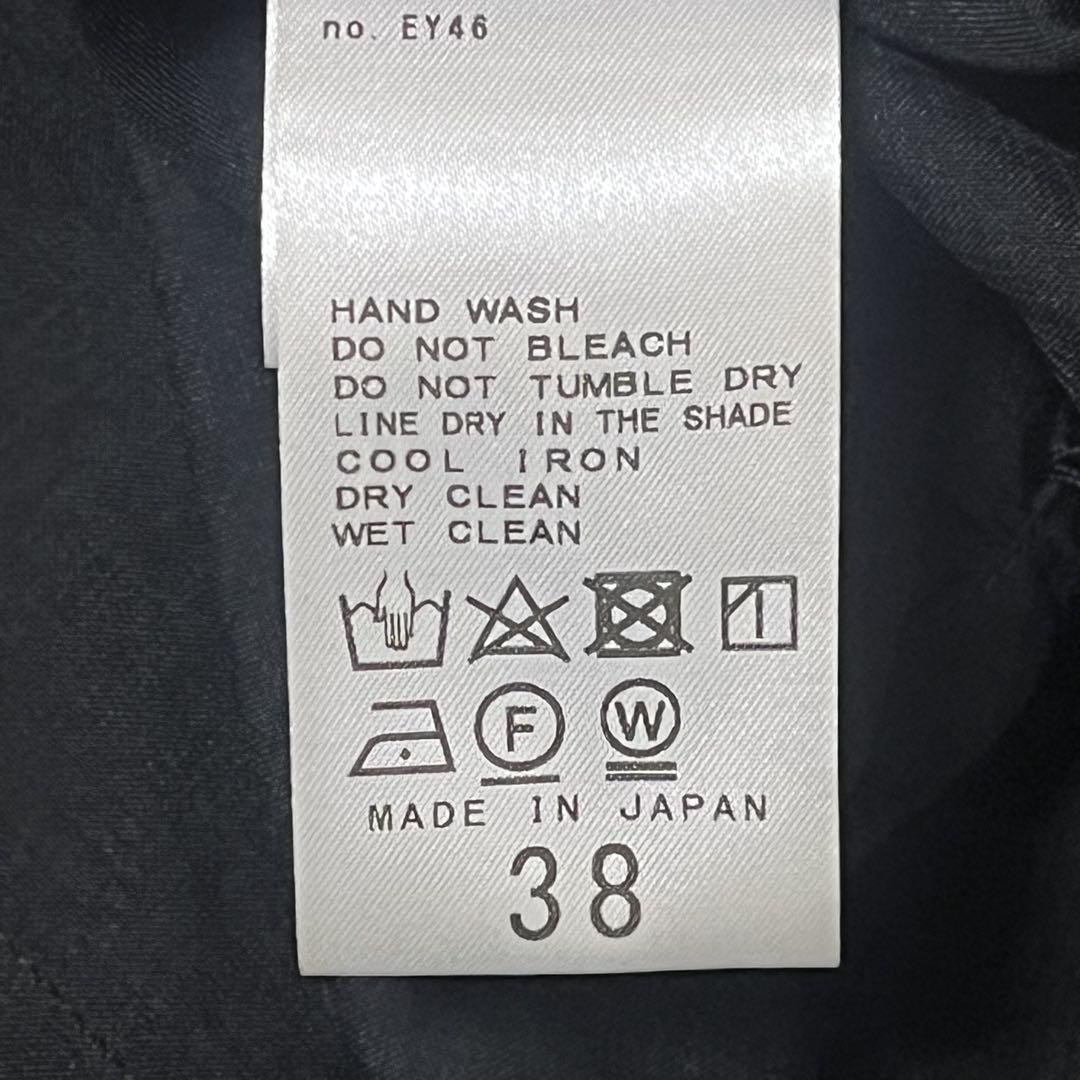 no. EY46
HAND WASH
DO NOT BLEACH
DO NOT TUMBLE DRY
LINE DRY IN THE SHADE
COOL IRON
DRY CLEAN
WET CLEAN
F W
MADE IN JAPAN
38